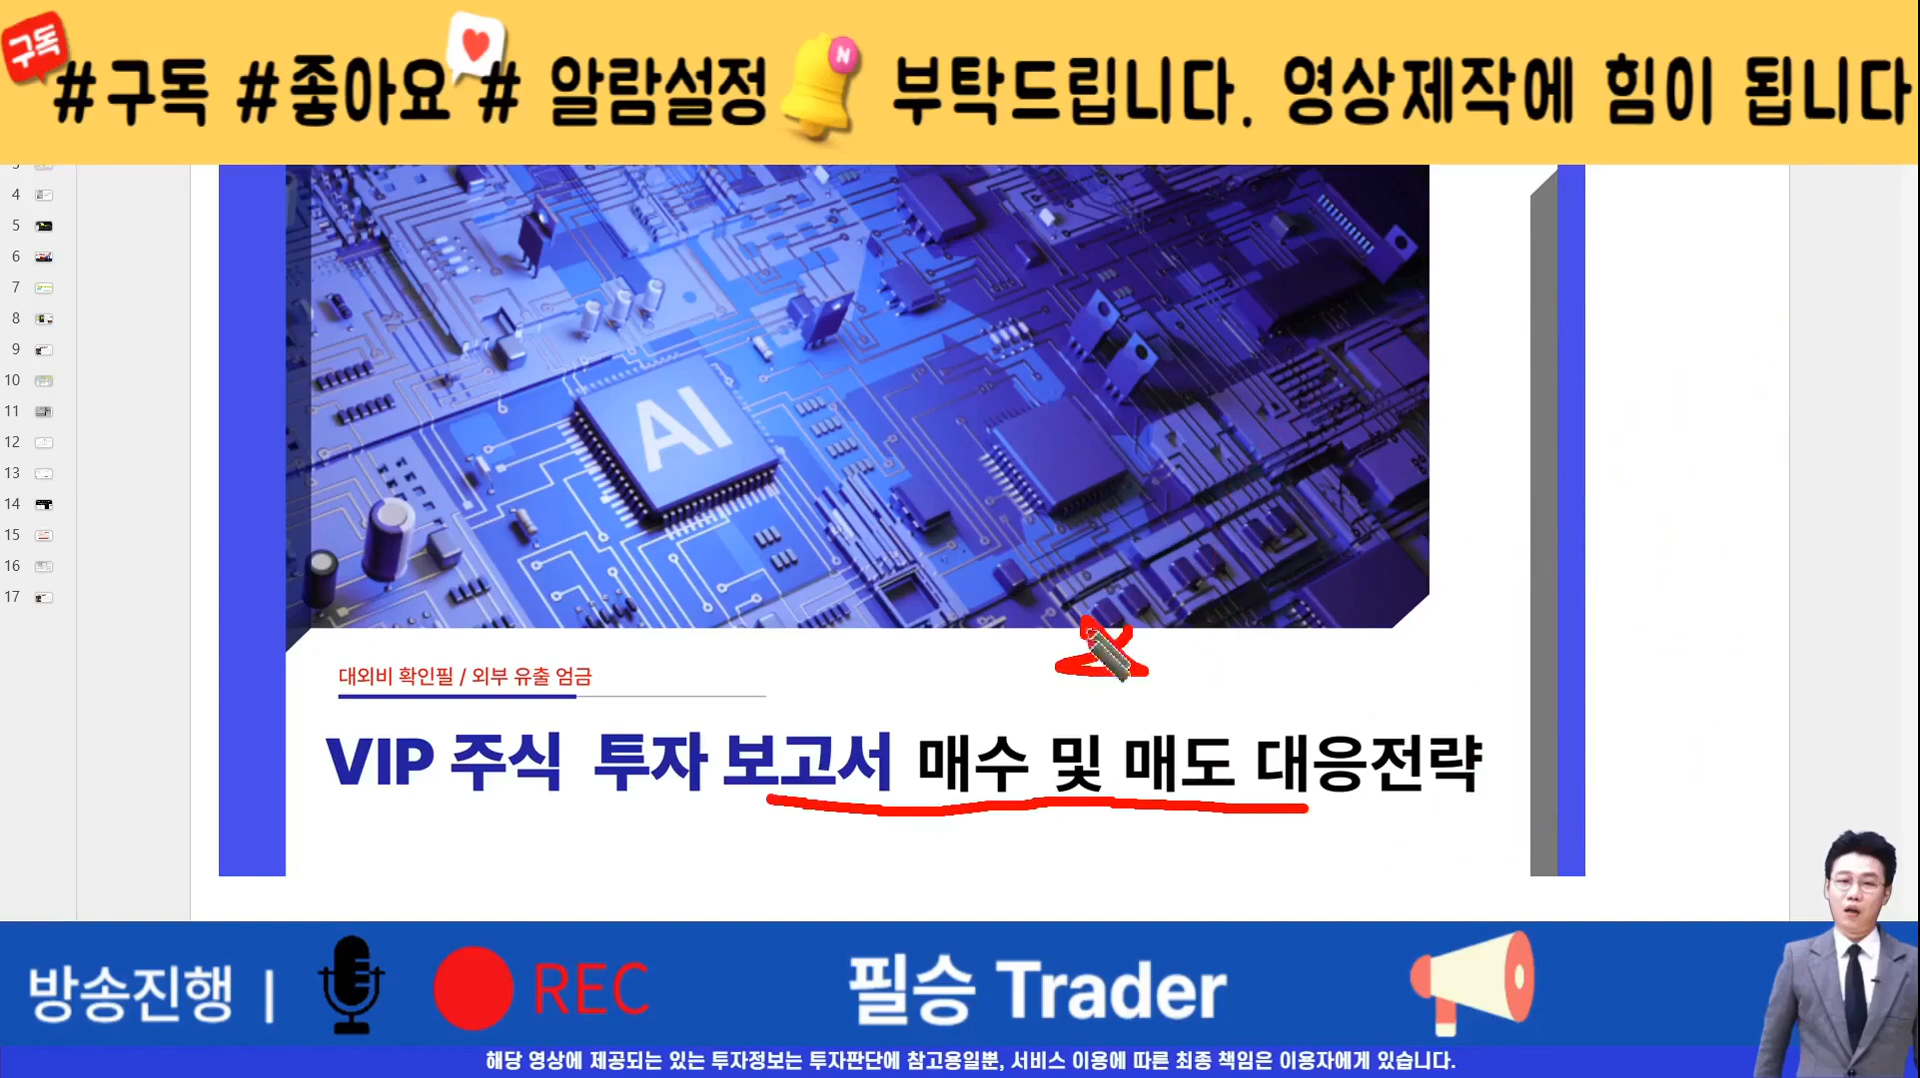 구독
#구독 #좋아요 # 알람설정 N 부탁드립니다. 영상제작에 힘이 됩니다
4
5
6
7
8
9
10
11
12
13
14
15
16
17
AI
대외비 확인필 / 외부 유출 엄금
VIP 주식 투자 보고서 매수 및 매도 대응전략
방송진행 | REC 필승 Trader
해당 영상에 제공되는 있는 투자정보는 투자판단에 참고용일뿐, 서비스 이용에 따른 최종 책임은 이용자에게 있습니다.